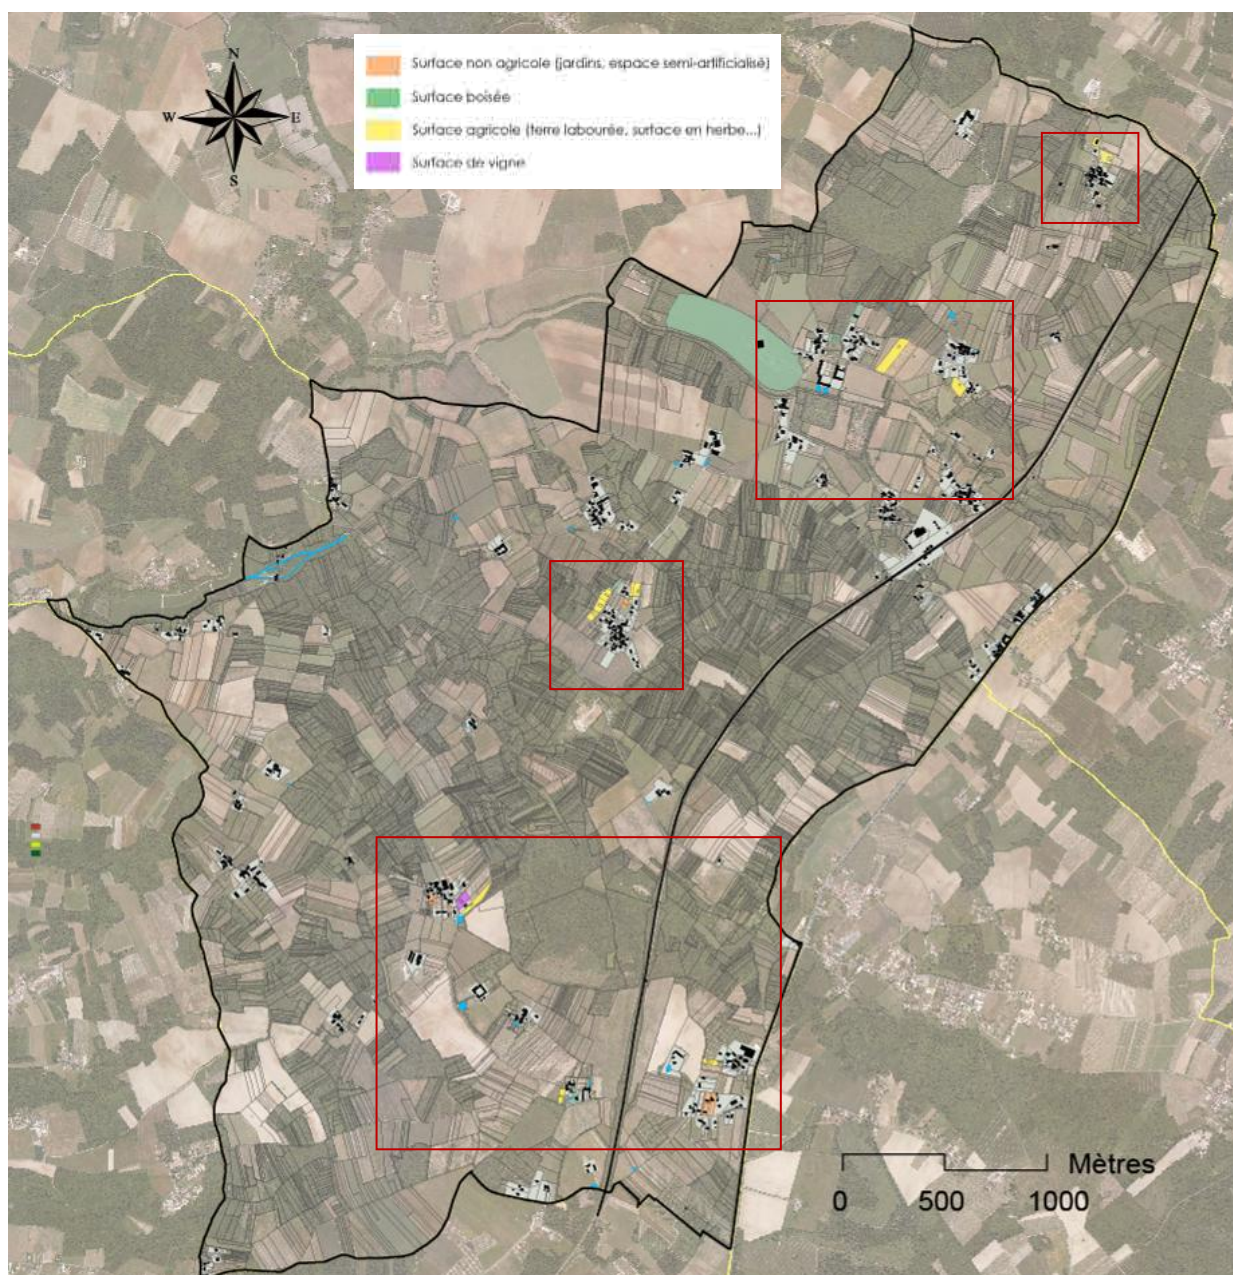 N
W E
S
Surface non agricole (jardins, espace semi-artificialisé)
Surface boisée
Surface agricole (terre labourée, surface en herbe...)
Surface de vigne
Mètres
0 500 1000